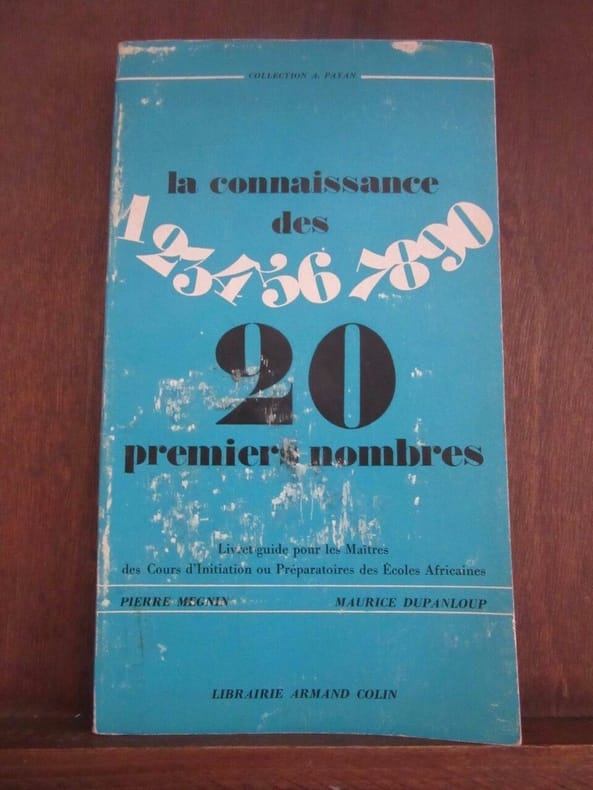 COLLECTION A. PAYAN
la connaissance
des
1234567890
20
premiers nombres
Livret guide pour les Maîtres
des Cours d'Initiation ou Préparatoires des Écoles Africaines
PIERRE MEGNIN MAURICE DUPANLOUP
LIBRAIRIE ARMAND COLIN